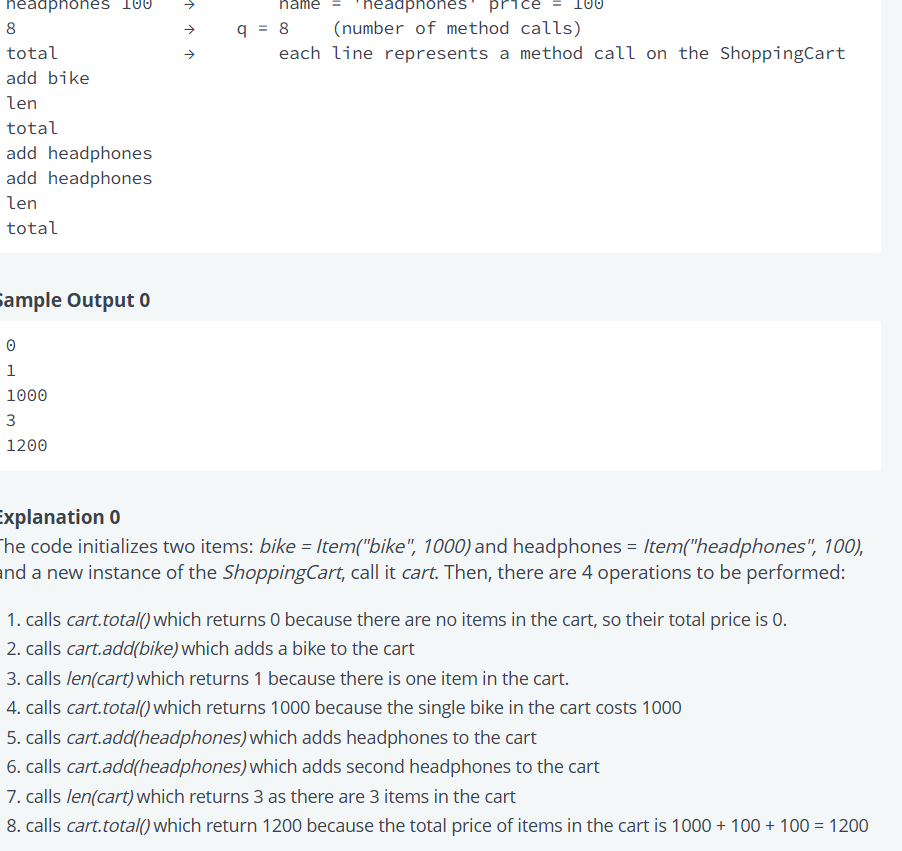 headphones 100 → name = 'headphones' price = 100
8 → q = 8 (number of method calls)
total → each line represents a method call on the ShoppingCart
add bike
len
total
add headphones
add headphones
len
total
Sample Output 0
0
1
1000
3
1200
Explanation 0
The code initializes two items: bike = Item("bike", 1000) and headphones = Item("headphones", 100),
and a new instance of the ShoppingCart, call it cart. Then, there are 4 operations to be performed:
1. calls cart.total() which returns 0 because there are no items in the cart, so their total price is 0.
2. calls cart.add(bike) which adds a bike to the cart
3. calls len(cart) which returns 1 because there is one item in the cart.
4. calls cart.total() which returns 1000 because the single bike in the cart costs 1000
5. calls cart.add(headphones) which adds headphones to the cart
6. calls cart.add(headphones) which adds second headphones to the cart
7. calls len(cart) which returns 3 as there are 3 items in the cart
8. calls cart.total() which return 1200 because the total price of items in the cart is 1000 + 100 + 100 = 1200